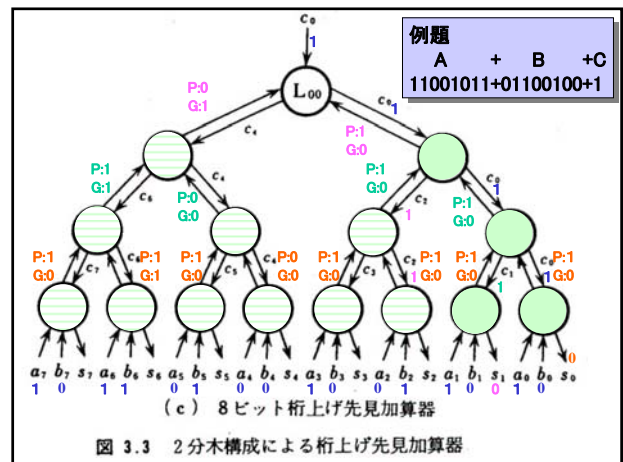 C₀
1
例題
A + B +C
11001011+01100100+1
L₀₀
P:0
G:1
C₄
C₀
1
P:1
G:0
P:1
G:1
C₆
C₄
P:0
G:0
P:1
G:0
C₂
1
C₀
1
P:1
G:0
P:1
G:0
C₇
C₆
P:1
G:1
P:1
G:0
C₅
C₄
P:0
G:0
P:1
G:0
C₃
C₂
1
P:1
G:0
P:1
G:0
C₁
1
C₀
1
P:1
G:0
0
a₇ b₇ s₇ a₆ b₆ s₆ a₅ b₅ s₅ a₄ b₄ s₄ a₃ b₃ s₃ a₂ b₂ s₂ a₁ b₁ s₁ a₀ b₀ s₀
1 0 1 1 0 1 0 0 1 0 0 1 1 0 0 1 0
(c) 8ビット桁上げ先見加算器
図 3.3 2分木構成による桁上げ先見加算器